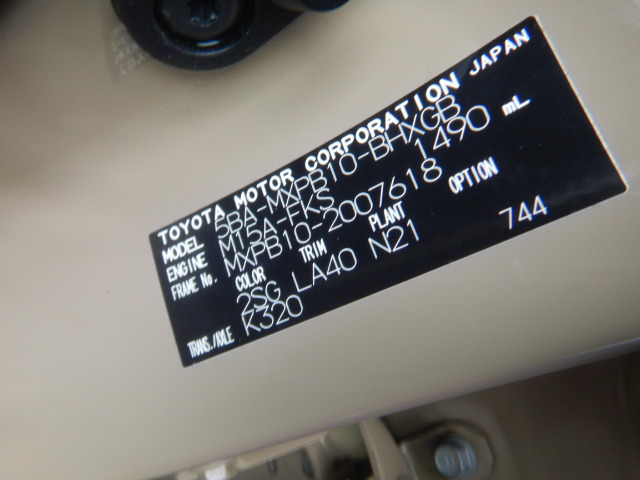 TOYOTA MOTOR CORPORATION JAPAN
MODEL 5BA-MXPB10-BHXGB
ENGINE M15A-FKS 1490 mL
FRAME No. MXPB10-2007618
COLOR TRIM PLANT OPTION
2SG LA40 N21 744
TRANS./AXLE K320